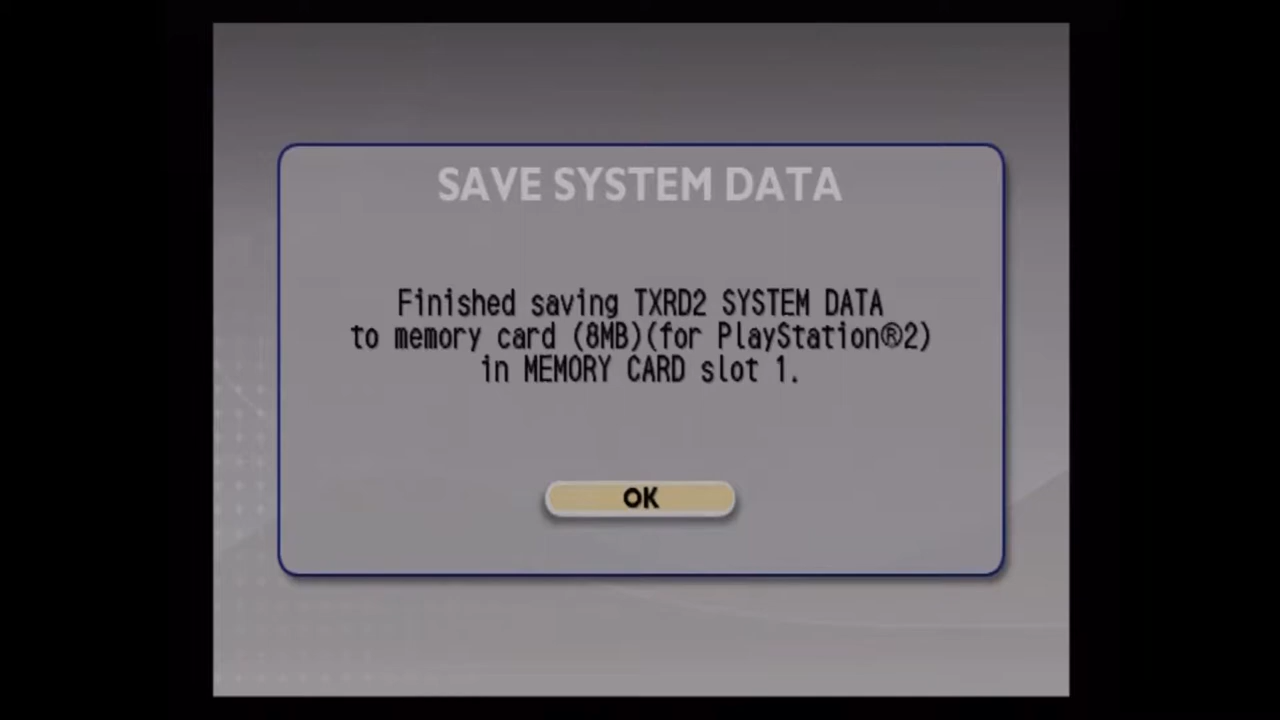 SAVE SYSTEM DATA
Finished saving TXRD2 SYSTEM DATA
to memory card (8MB)(for PlayStation®2)
in MEMORY CARD slot 1.
OK